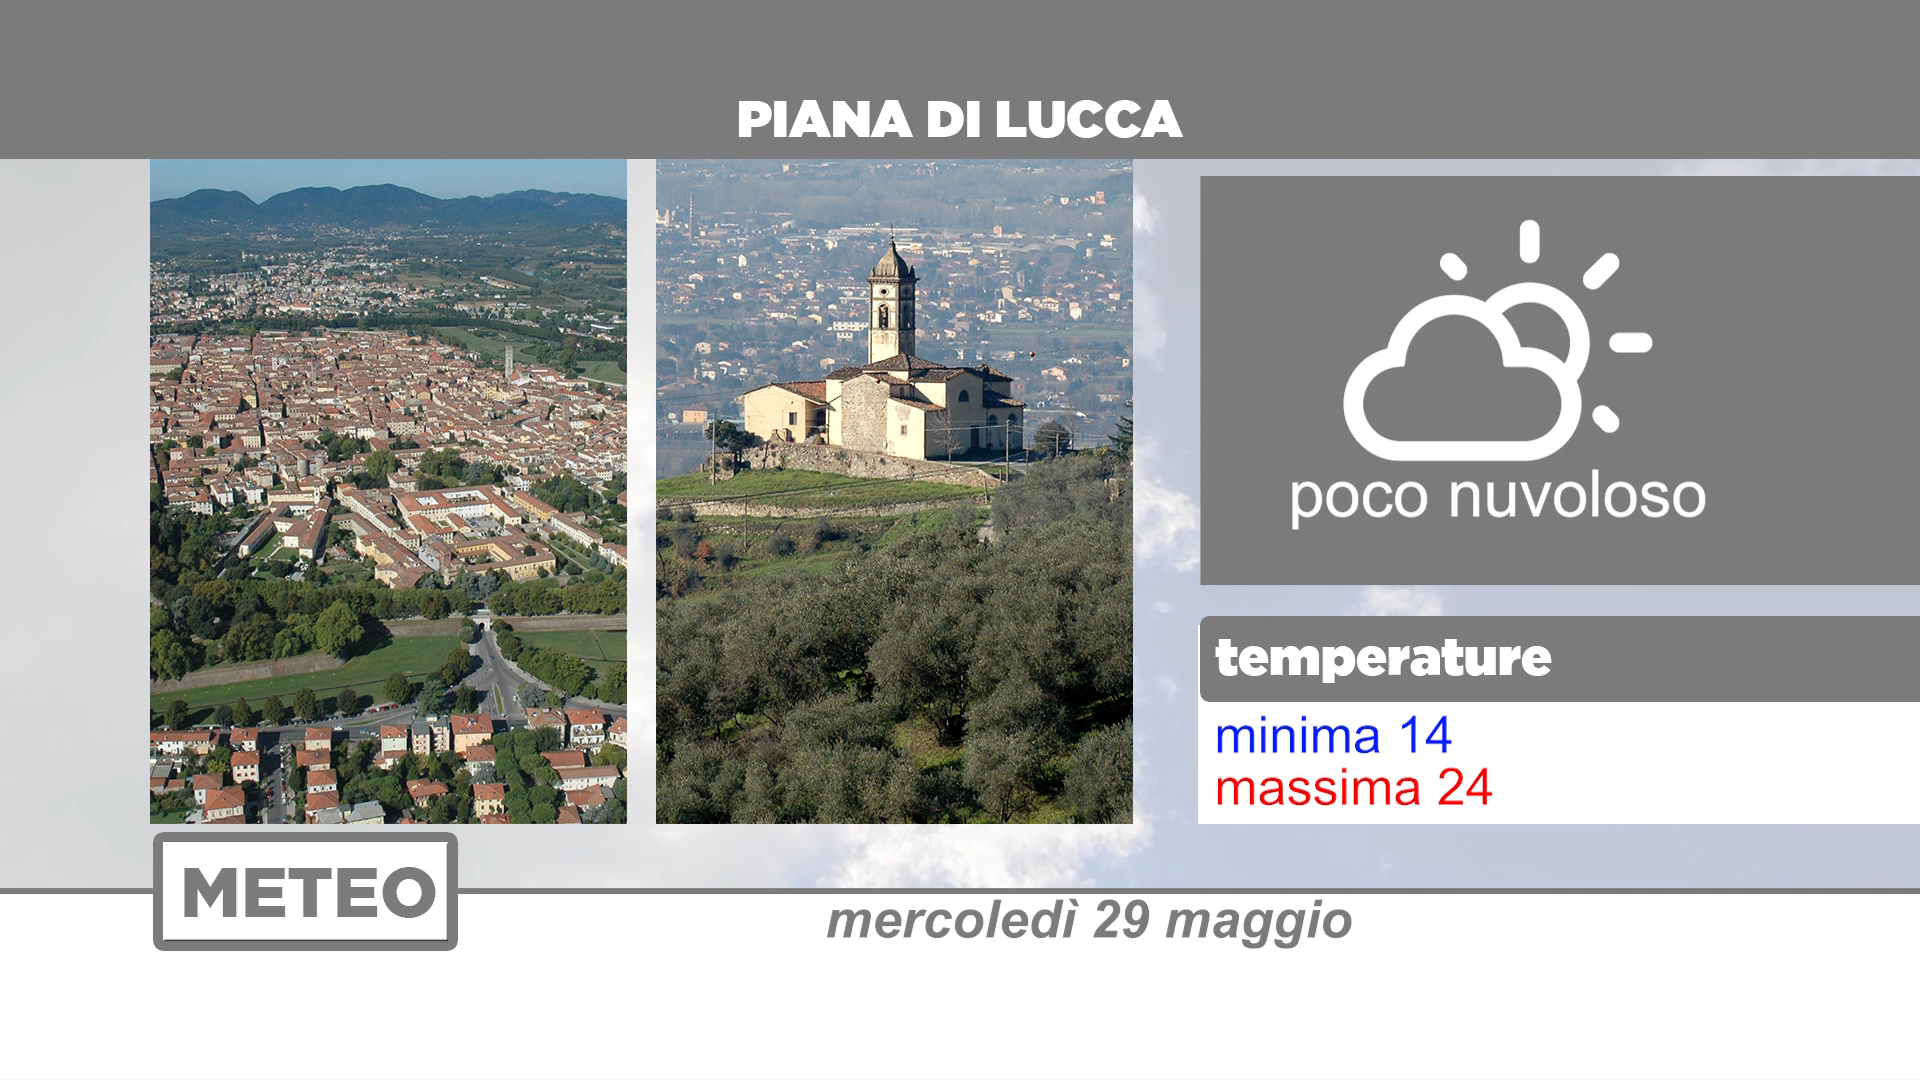 PIANA DI LUCCA
poco nuvoloso
temperature
minima 14
massima 24
METEO
mercoledì 29 maggio